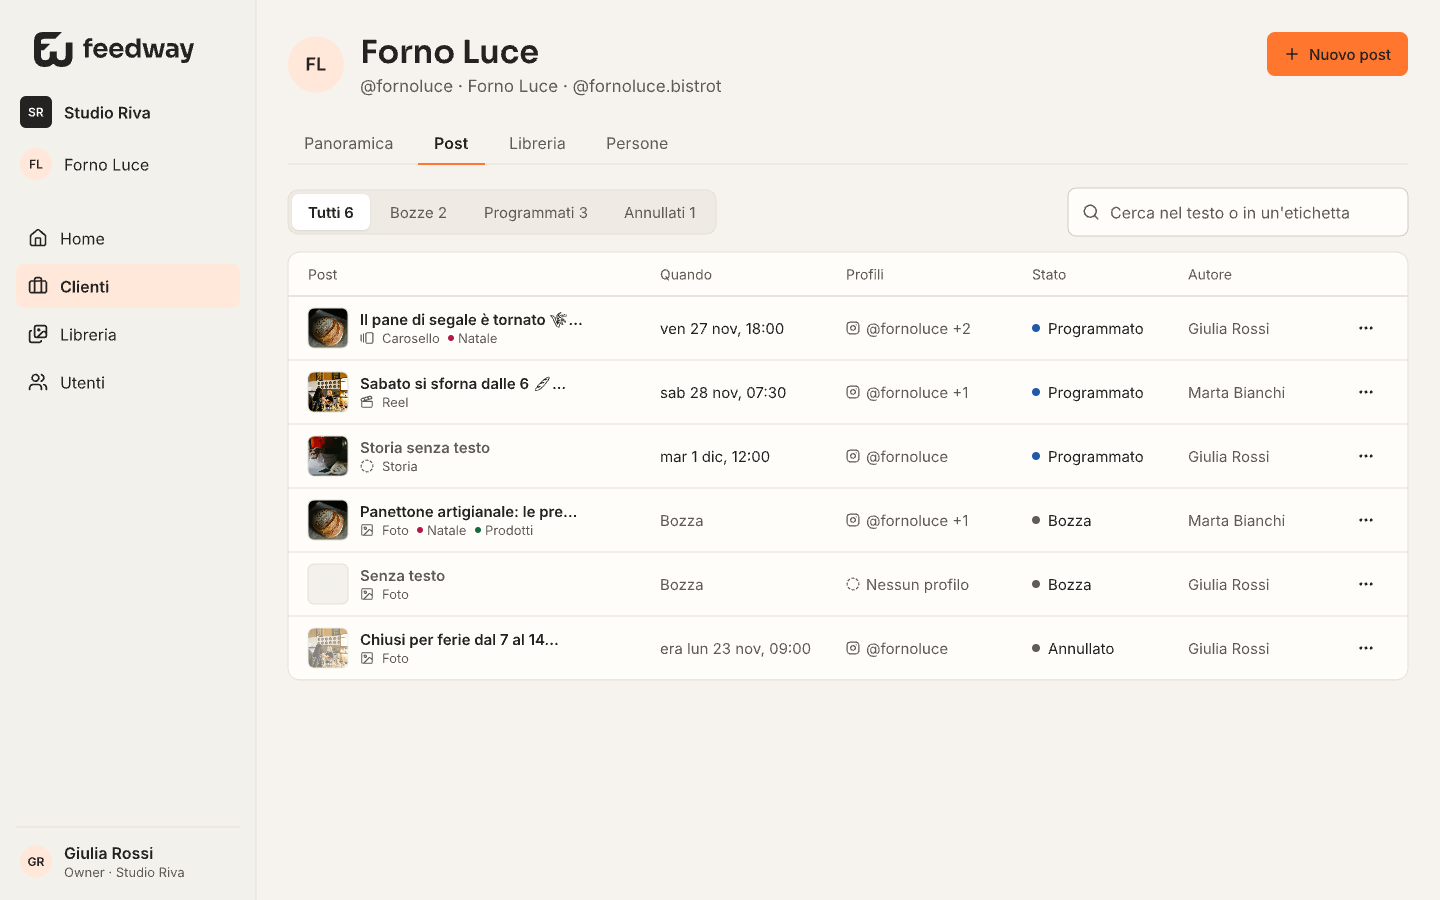 feedway
SR Studio Riva
FL Forno Luce
Home
Clienti
Libreria
Utenti
GR Giulia Rossi
Owner · Studio Riva
FL Forno Luce
@fornoluce · Forno Luce · @fornoluce.bistrot
+ Nuovo post
Panoramica Post Libreria Persone
Tutti 6 Bozze 2 Programmati 3 Annullati 1
Cerca nel testo o in un'etichetta
Post Quando Profili Stato Autore
Il pane di segale è tornato 🌾…
Carosello • Natale
ven 27 nov, 18:00 @fornoluce +2 Programmato Giulia Rossi
Sabato si sforna dalle 6 🥖…
Reel
sab 28 nov, 07:30 @fornoluce +1 Programmato Marta Bianchi
Storia senza testo
Storia
mar 1 dic, 12:00 @fornoluce Programmato Giulia Rossi
Panettone artigianale: le pre…
Foto • Natale • Prodotti
Bozza @fornoluce +1 Bozza Marta Bianchi
Senza testo
Foto
Bozza Nessun profilo Bozza Giulia Rossi
Chiusi per ferie dal 7 al 14…
Foto
era lun 23 nov, 09:00 @fornoluce Annullato Giulia Rossi